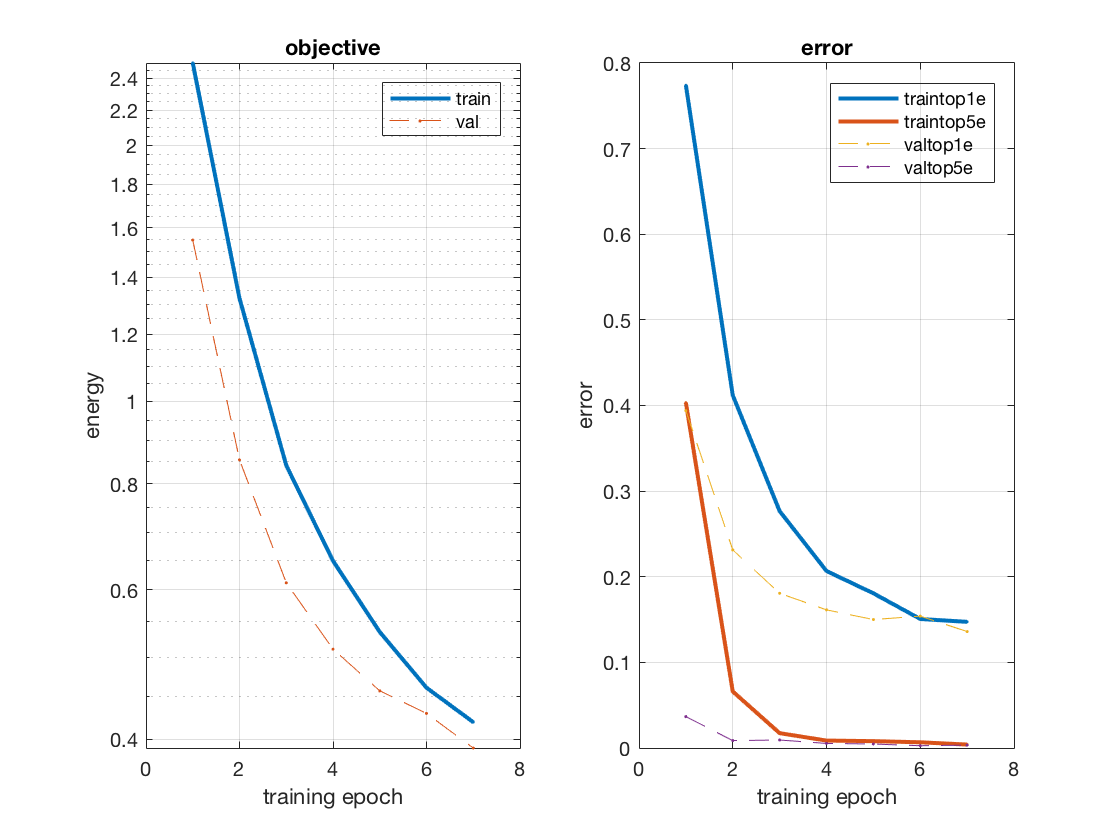 objective
2.4
2.2
2
1.8
1.6
1.4
1.2
1
0.8
0.6
0.4
energy
train
val
0 2 4 6 8
training epoch
error
0.8
0.7
0.6
0.5
0.4
0.3
0.2
0.1
0
error
traintop1e
traintop5e
valtop1e
valtop5e
0 2 4 6 8
training epoch